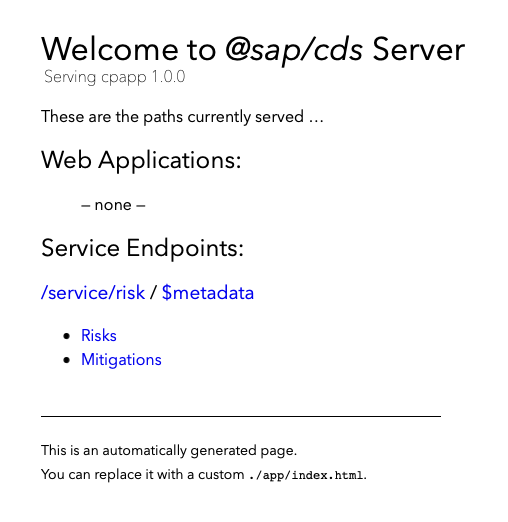 Welcome to @sap/cds Server
Serving cpapp 1.0.0
These are the paths currently served …
Web Applications:
— none —
Service Endpoints:
/service/risk / $metadata
• Risks
• Mitigations
This is an automatically generated page.
You can replace it with a custom ./app/index.html.